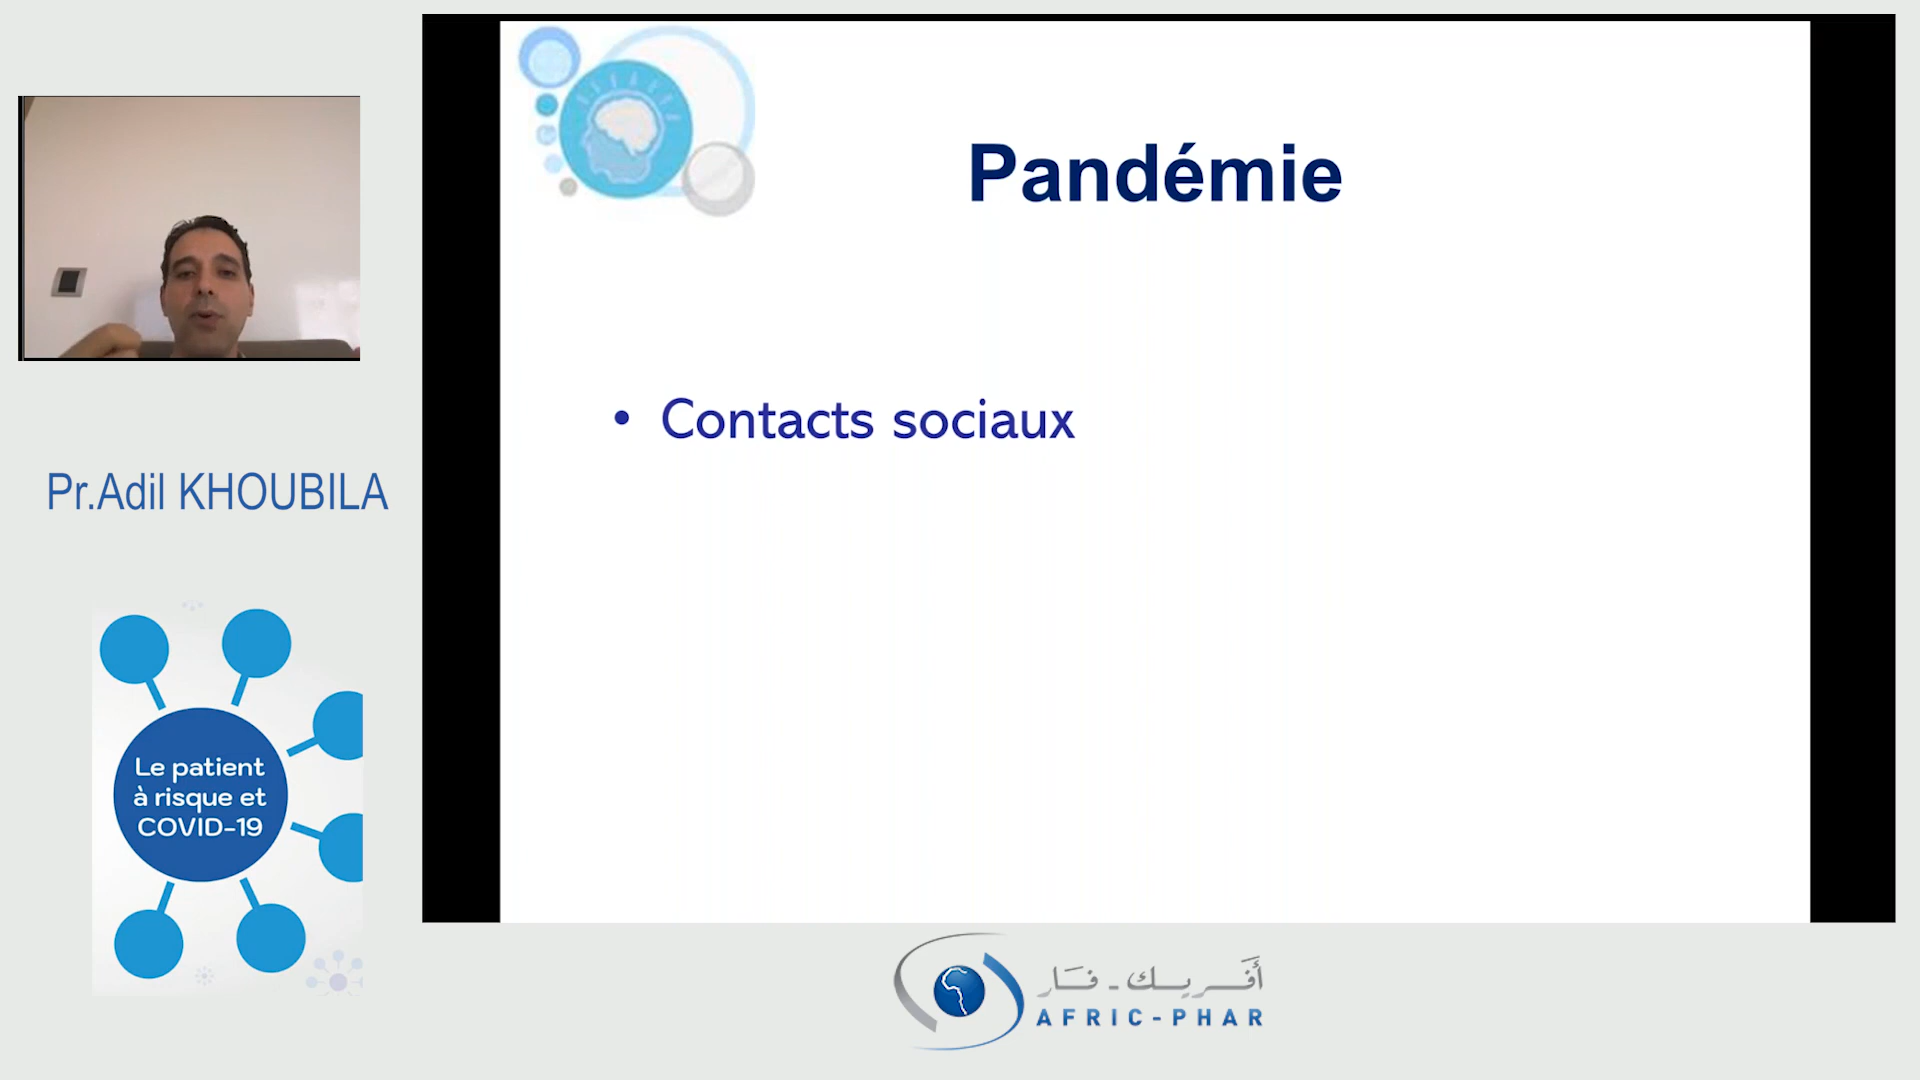 Pandémie
• Contacts sociaux
Pr.Adil KHOUBILA
Le patient
à risque et
COVID-19
أفريك - فار
AFRIC-PHAR